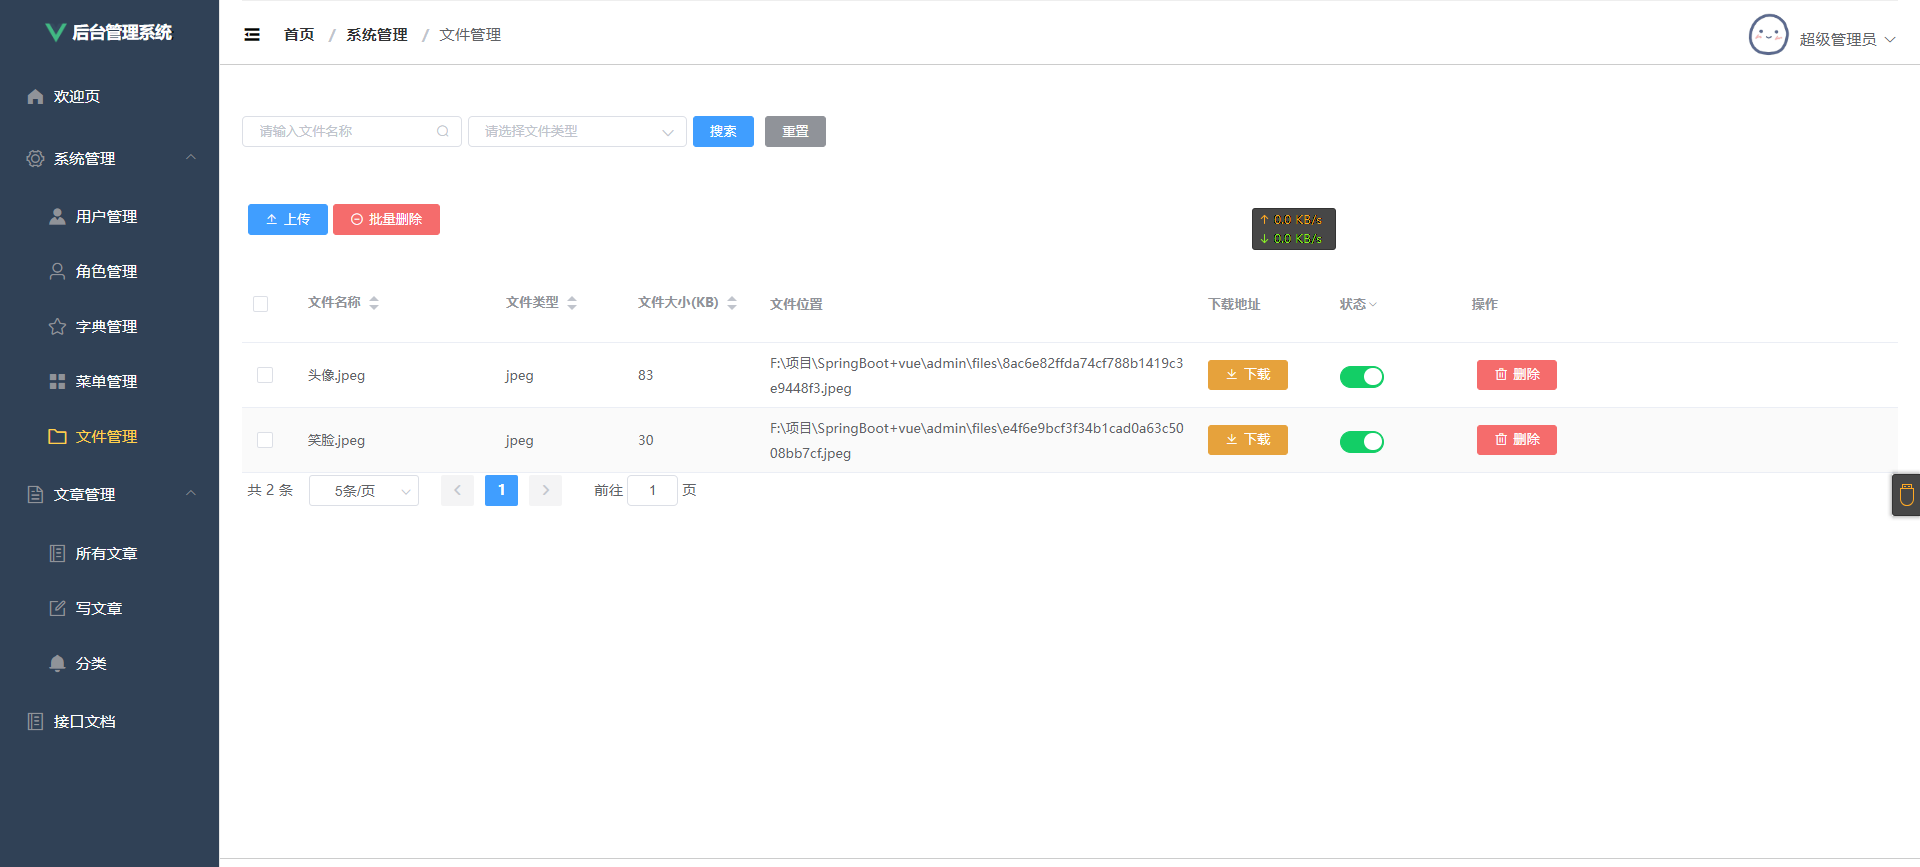 后台管理系统
首页 / 系统管理 / 文件管理
超级管理员
欢迎页
系统管理
用户管理
角色管理
字典管理
菜单管理
文件管理
文章管理
所有文章
写文章
分类
接口文档
请输入文件名称 请选择文件类型 搜索 重置
上传 批量删除
↑ 0.0 KB/s
↓ 0.0 KB/s
文件名称 文件类型 文件大小(KB) 文件位置 下载地址 状态 操作
头像.jpeg jpeg 83 F:\项目\SpringBoot+vue\admin\files\8ac6e82ffda74cf788b1419c3
e9448f3.jpeg 下载 删除
笑脸.jpeg jpeg 30 F:\项目\SpringBoot+vue\admin\files\e4f6e9bcf3f34b1cad0a63c50
08bb7cf.jpeg 下载 删除
共 2 条 5条/页 1 前往 1 页